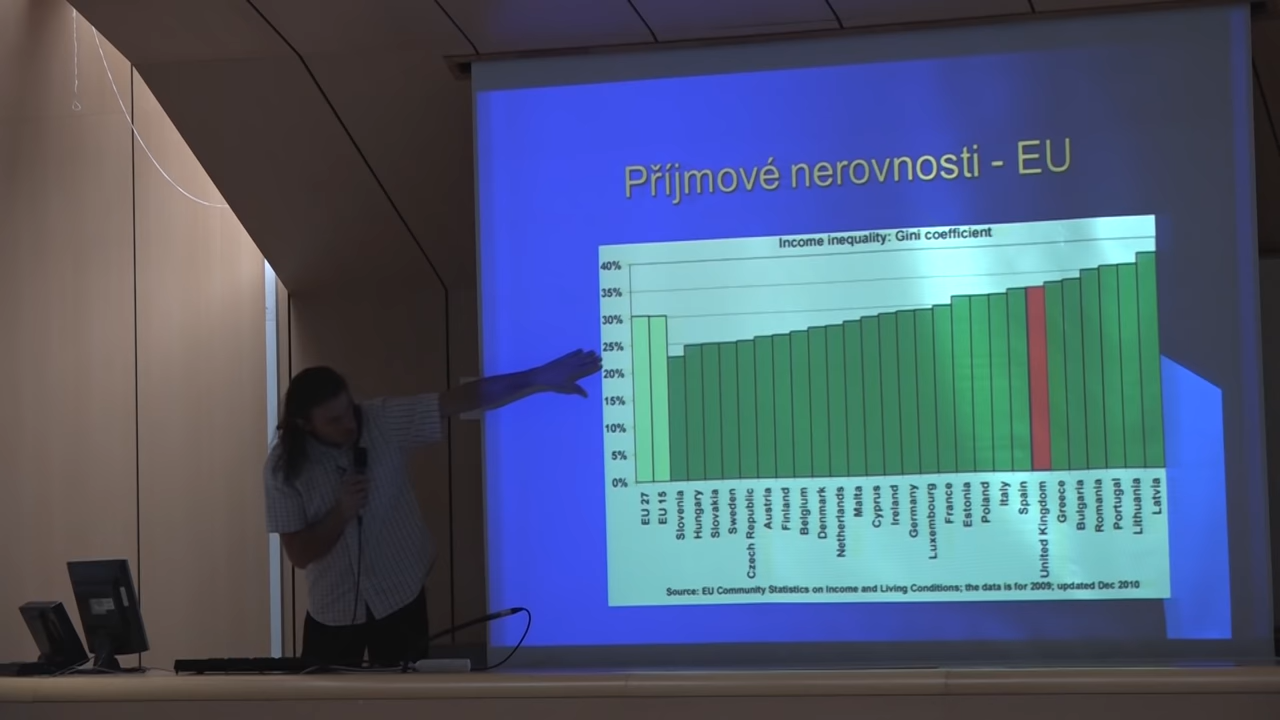 Příjmové nerovnosti - EU
Income inequality: Gini coefficient
40%
35%
30%
25%
20%
15%
10%
5%
0%
EU 27
EU 15
Slovenia
Hungary
Slovakia
Sweden
Czech Republic
Austria
Finland
Belgium
Denmark
Netherlands
Malta
Cyprus
Ireland
Germany
Luxembourg
France
Estonia
Poland
Italy
Spain
United Kingdom
Greece
Bulgaria
Romania
Portugal
Lithuania
Latvia
Source: EU Community Statistics on Income and Living Conditions; the data is for 2009; updated Dec 2010